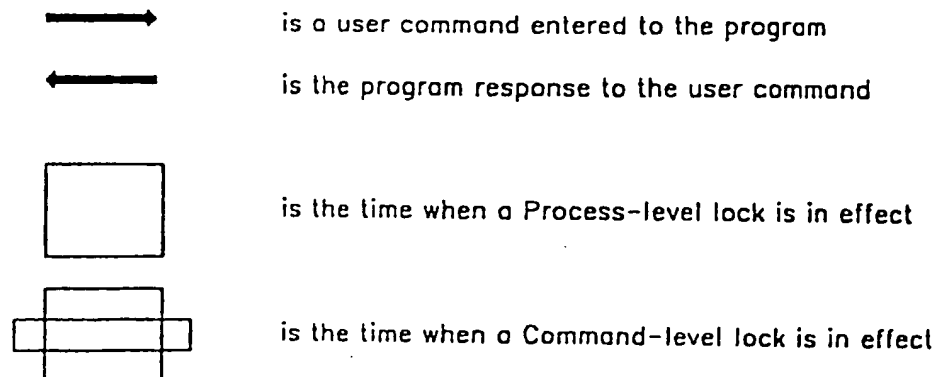 is a user command entered to the program
is the program response to the user command
is the time when a Process-level lock is in effect
is the time when a Command-level lock is in effect